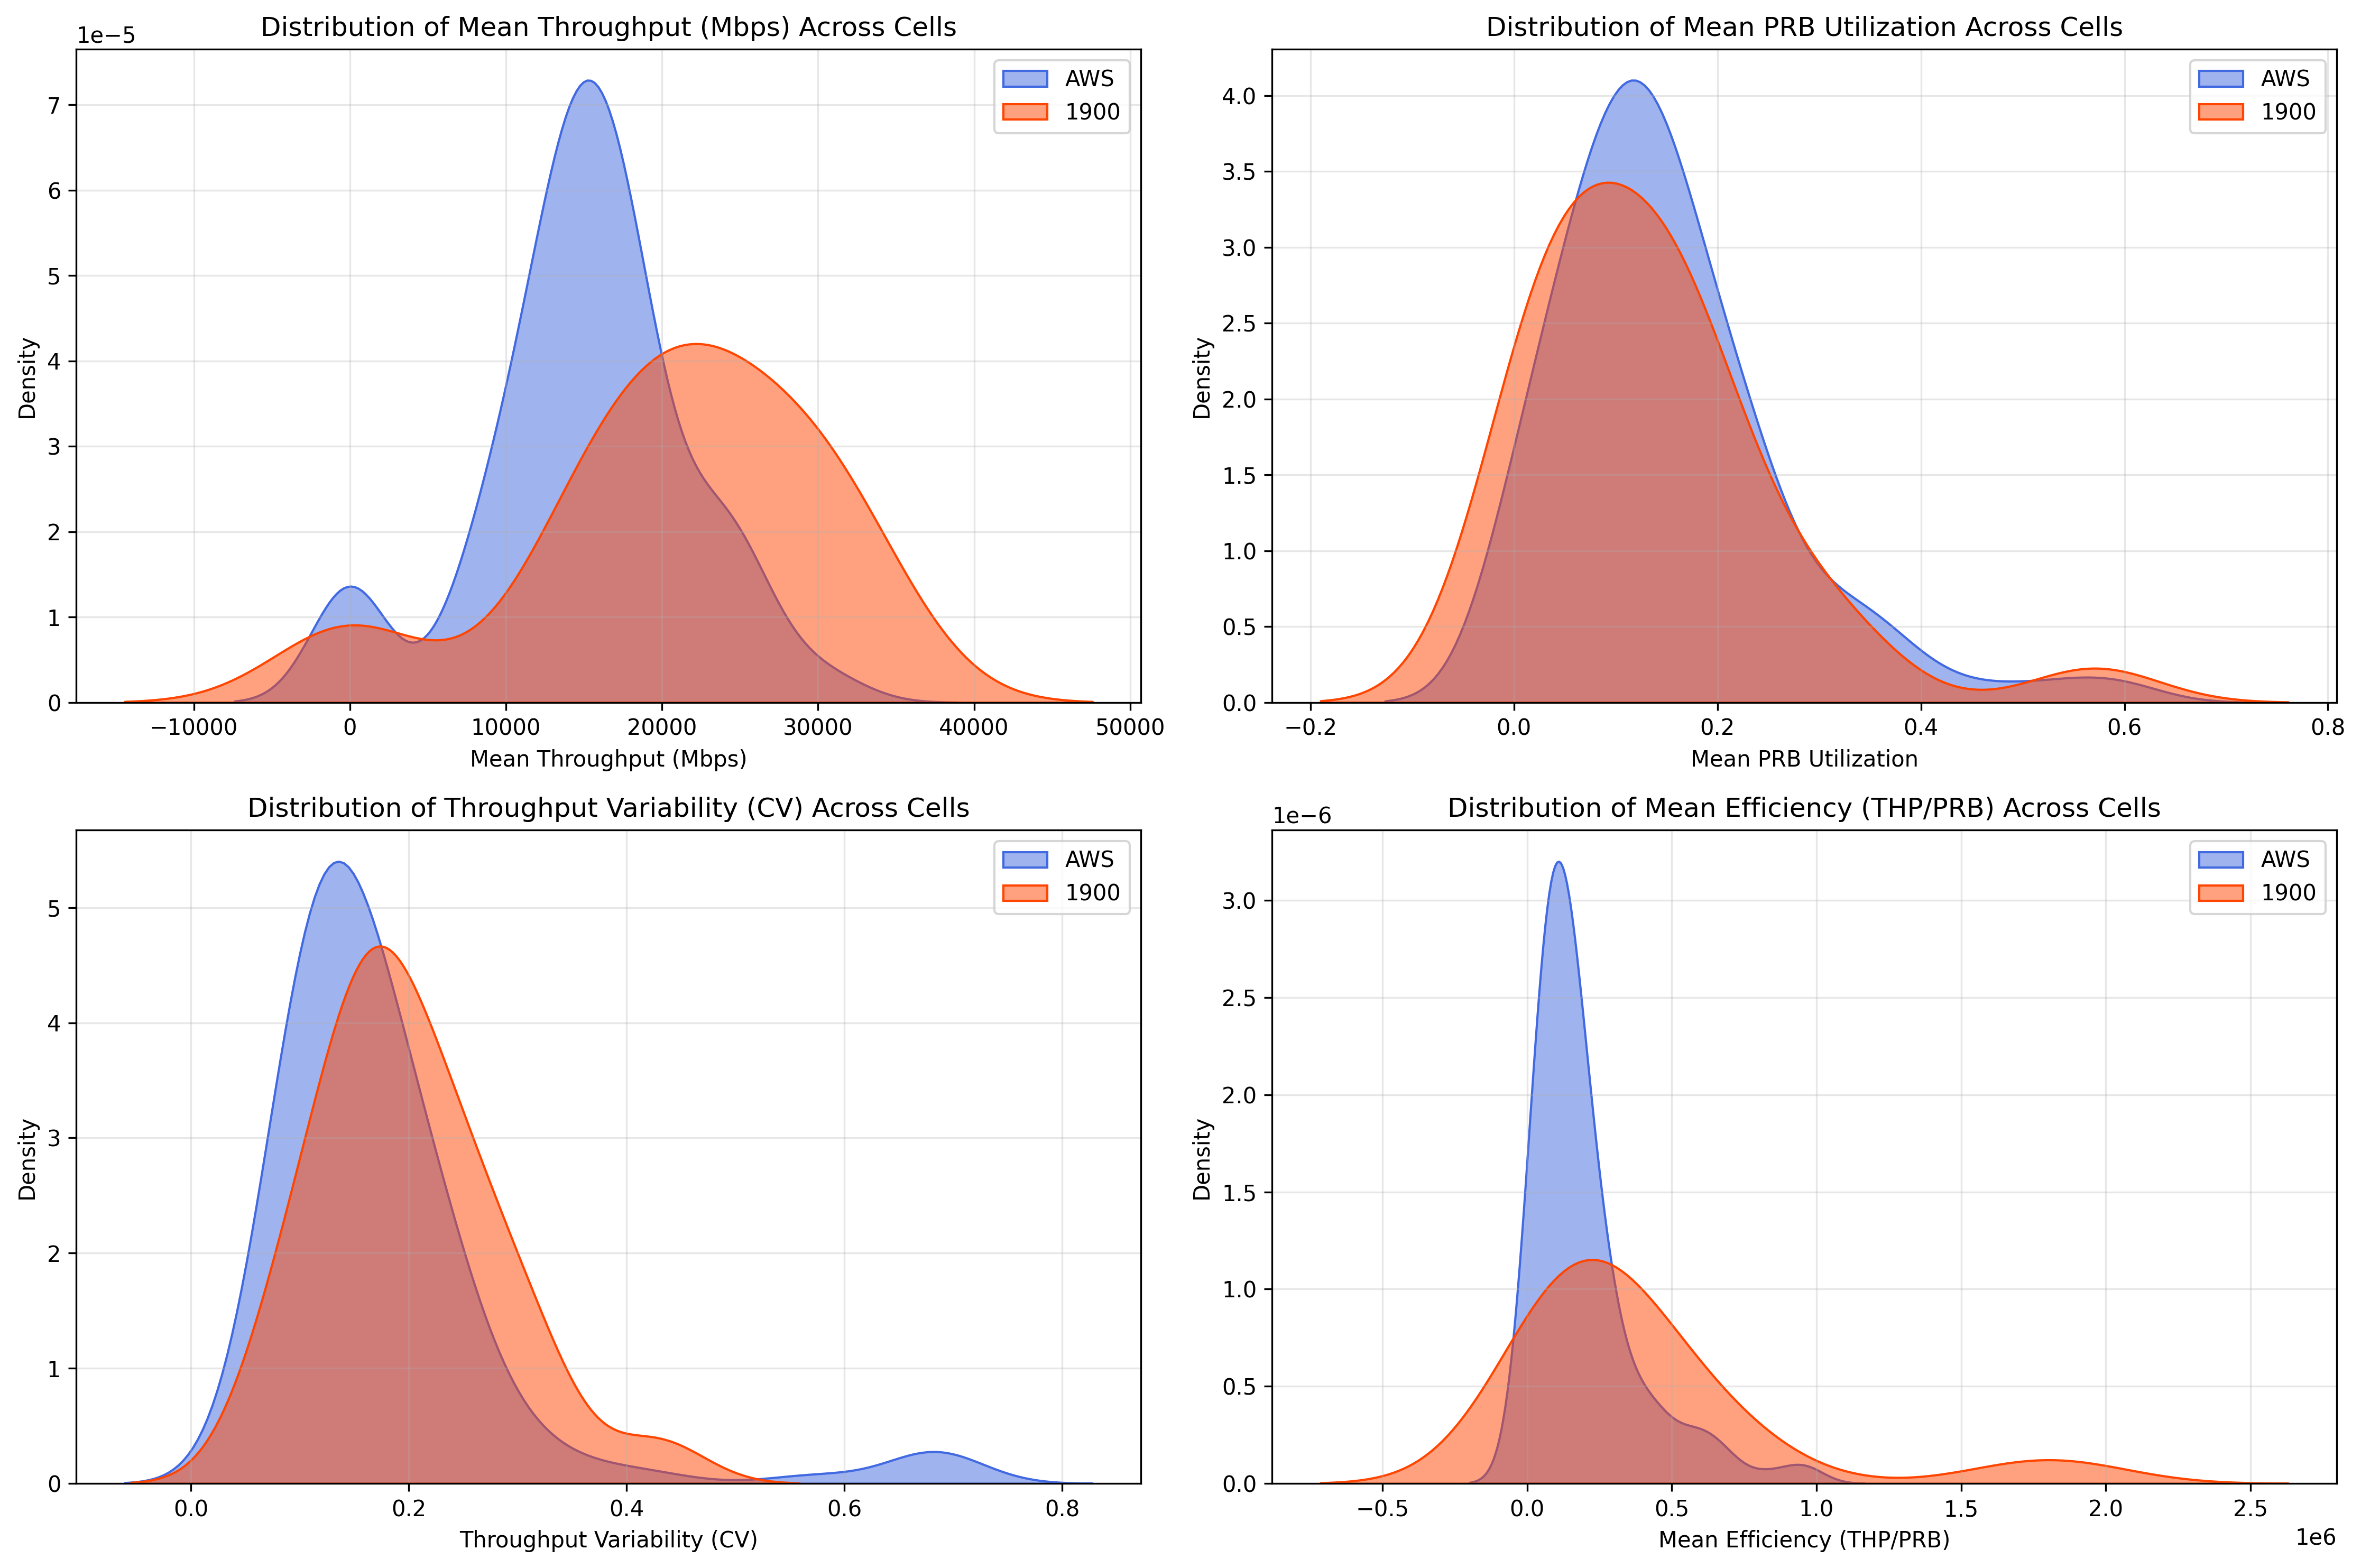 Distribution of Mean Throughput (Mbps) Across Cells
1e−5
AWS
1900
7
6
5
4
3
2
1
0
Density
−10000 0 10000 20000 30000 40000 50000
Mean Throughput (Mbps)
Distribution of Mean PRB Utilization Across Cells
AWS
1900
4.0
3.5
3.0
2.5
2.0
1.5
1.0
0.5
0.0
Density
−0.2 0.0 0.2 0.4 0.6 0.8
Mean PRB Utilization
Distribution of Throughput Variability (CV) Across Cells
AWS
1900
5
4
3
2
1
0
Density
0.0 0.2 0.4 0.6 0.8
Throughput Variability (CV)
Distribution of Mean Efficiency (THP/PRB) Across Cells
1e−6
AWS
1900
3.0
2.5
2.0
1.5
1.0
0.5
0.0
Density
−0.5 0.0 0.5 1.0 1.5 2.0 2.5
1e6
Mean Efficiency (THP/PRB)